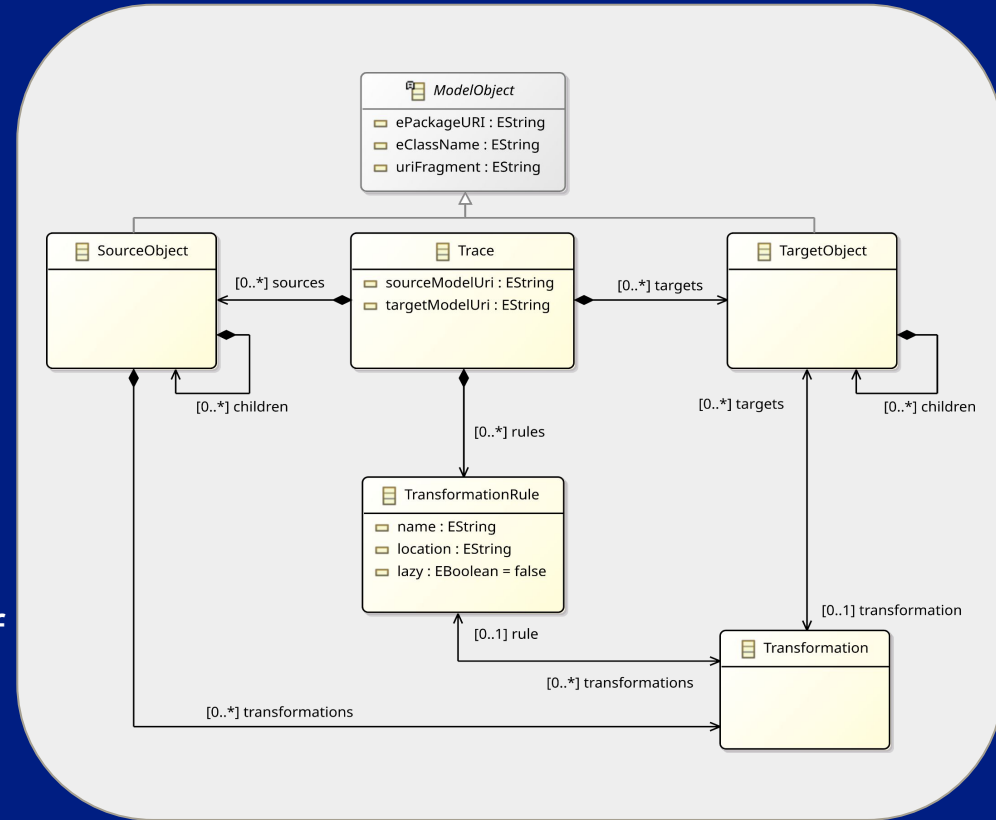 ModelObject
ePackageURI : EString
eClassName : EString
uriFragment : EString
SourceObject
Trace
TargetObject
[0..*] sources
sourceModelUri : EString
targetModelUri : EString
[0..*] targets
[0..*] children
[0..*] targets
[0..*] children
[0..*] rules
TransformationRule
name : EString
location : EString
lazy : EBoolean = false
[0..1] transformation
[0..1] rule
Transformation
[0..*] transformations
[0..*] transformations